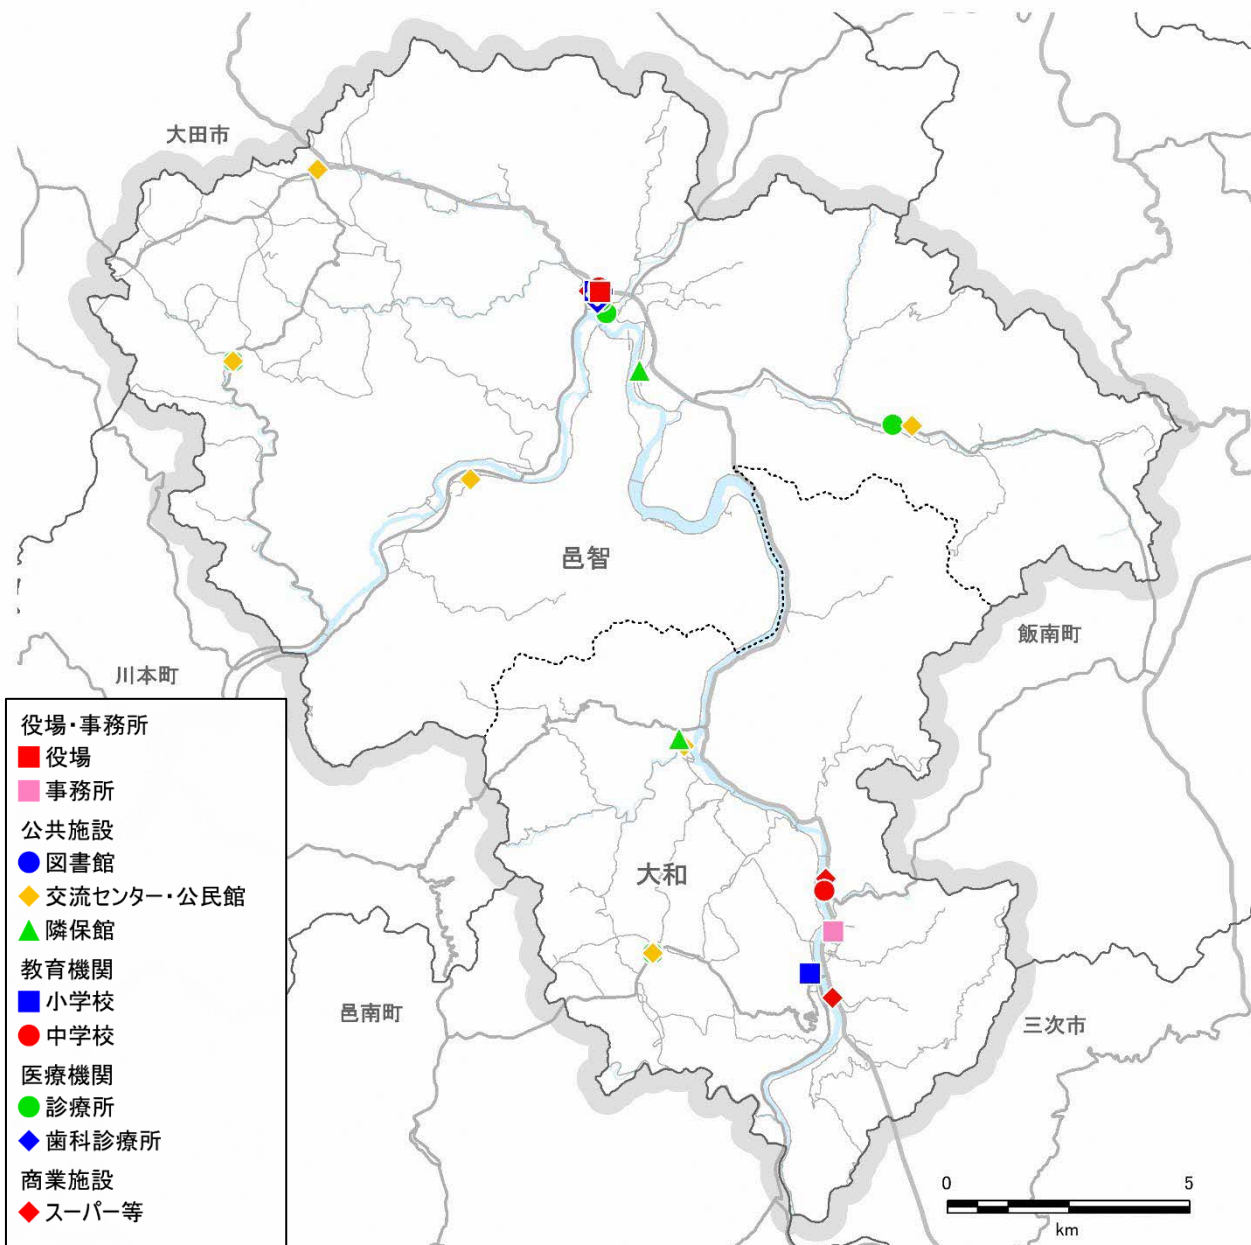 大田市
邑智
飯南町
川本町
大和
邑南町
三次市
役場・事務所
役場
事務所
公共施設
図書館
交流センター・公民館
隣保館
教育機関
小学校
中学校
医療機関
診療所
歯科診療所
商業施設
スーパー等
0 5
km